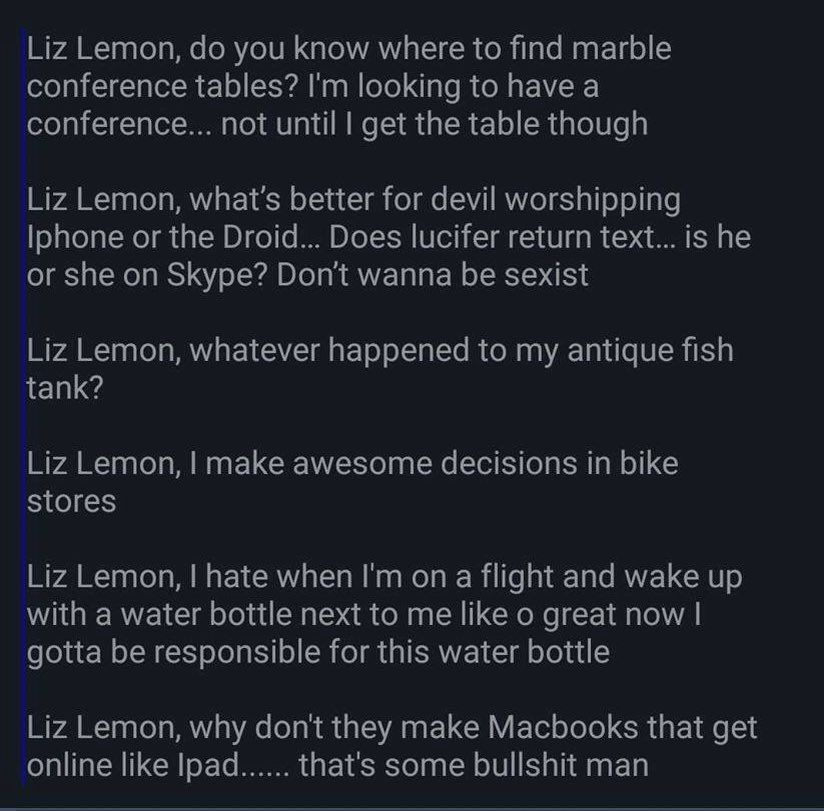 Liz Lemon, do you know where to find marble
conference tables? I'm looking to have a
conference... not until I get the table though
Liz Lemon, what’s better for devil worshipping
Iphone or the Droid... Does lucifer return text... is he
or she on Skype? Don’t wanna be sexist
Liz Lemon, whatever happened to my antique fish
tank?
Liz Lemon, I make awesome decisions in bike
stores
Liz Lemon, I hate when I'm on a flight and wake up
with a water bottle next to me like o great now I
gotta be responsible for this water bottle
Liz Lemon, why don't they make Macbooks that get
online like Ipad...... that's some bullshit man